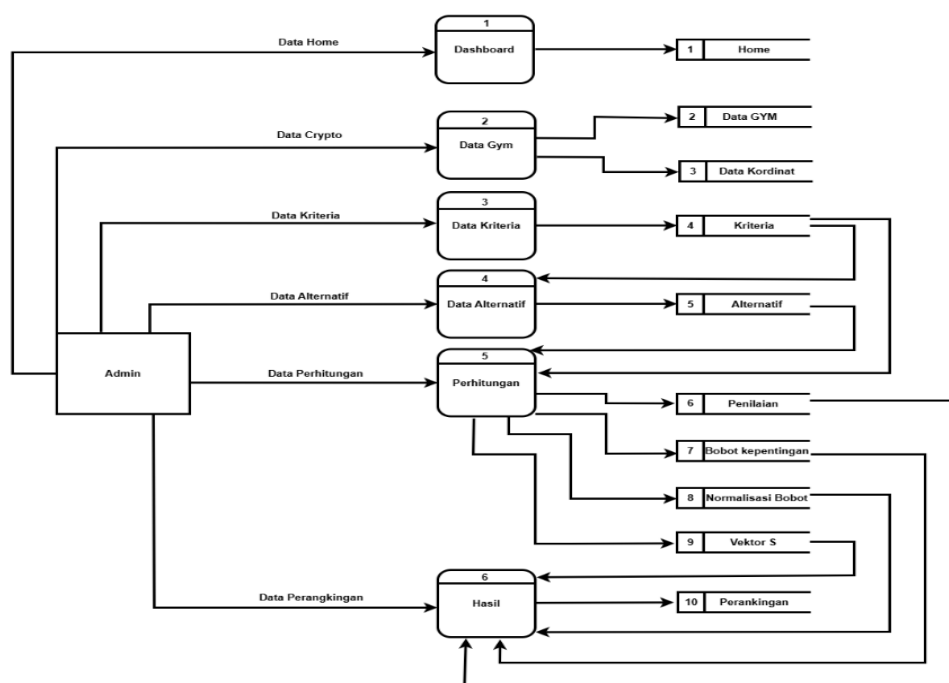 1
Data Home
Dashboard
1
Home
Data Crypto
2
Data Gym
2
Data GYM
3
Data Kordinat
3
Data Kriteria
Data Kriteria
4
Kriteria
4
Data Alternatif
Data Alternatif
5
Alternatif
5
Admin
Data Perhitungan
Perhitungan
6
Penilaian
7
Bobot kepentingan
8
Normalisasi Bobot
9
Vektor S
6
Data Perangkingan
Hasil
10
Perankingan